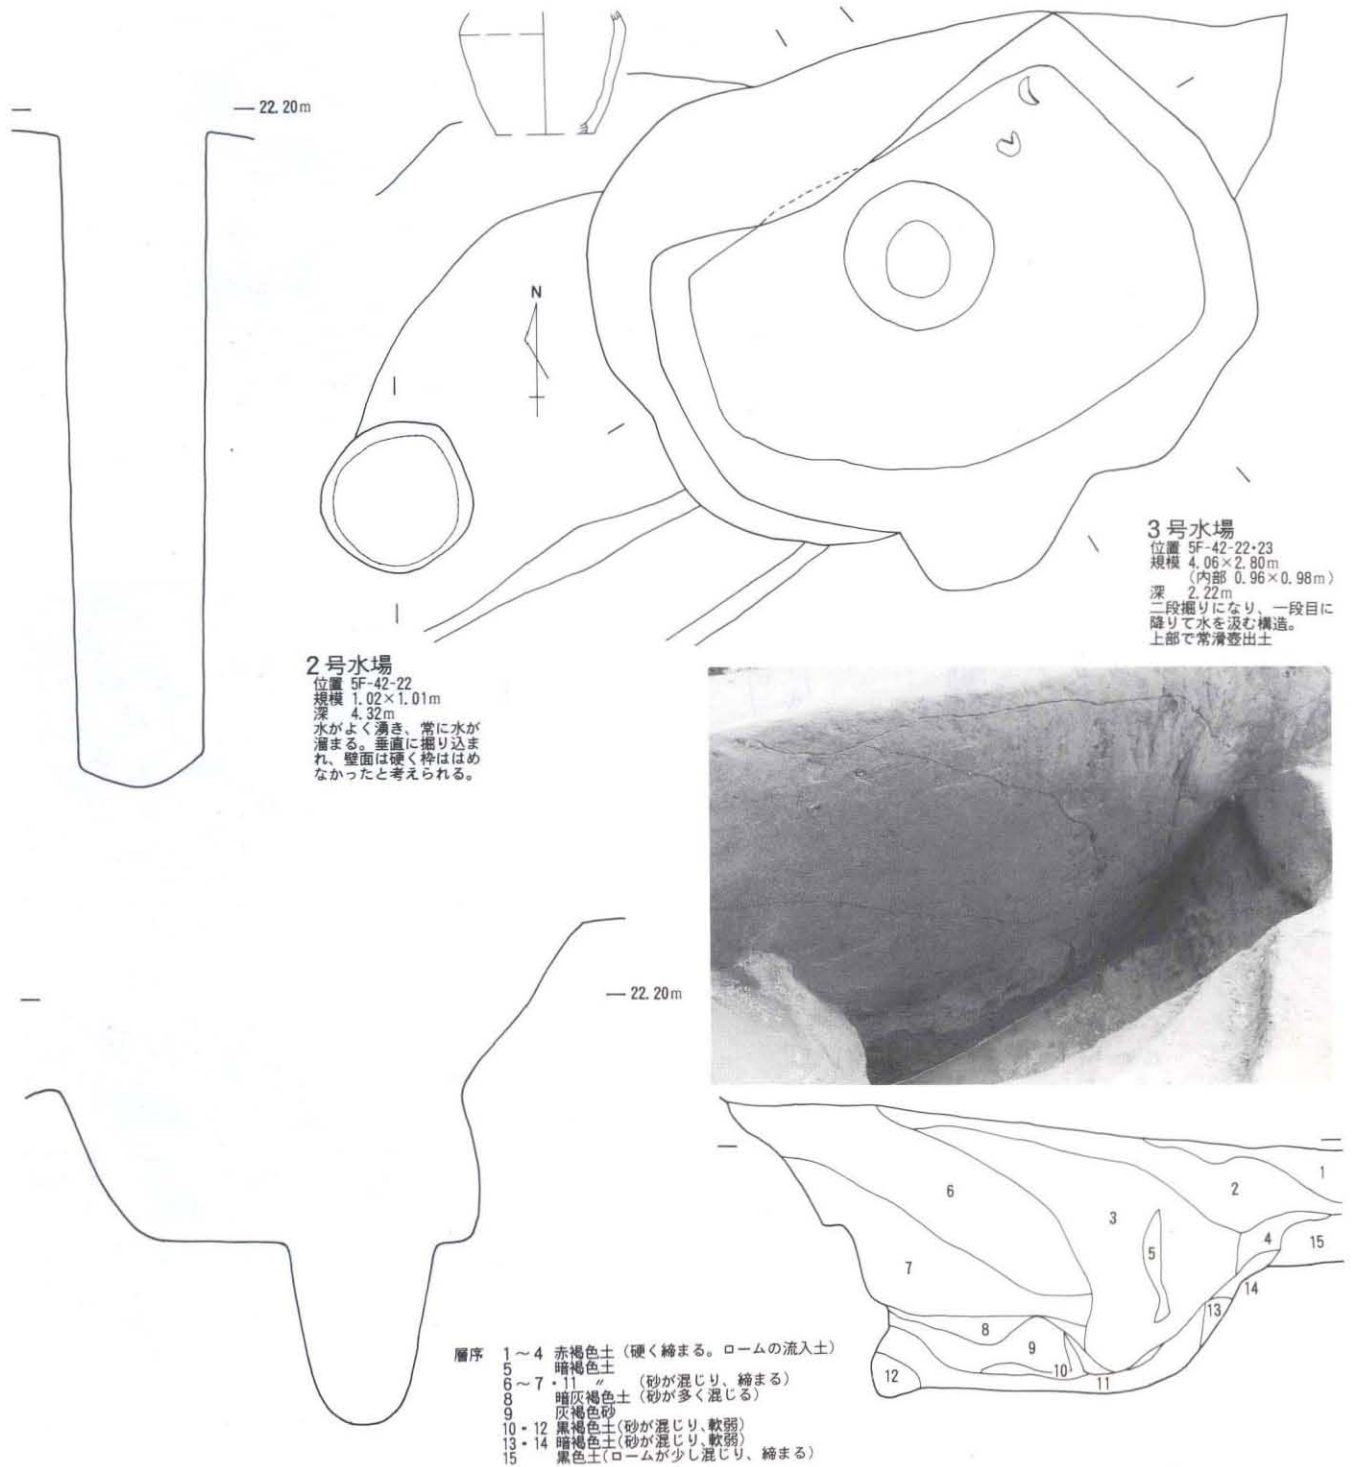 22.20m
N
2号水場
位置 5F-42-22
規模 1.02×1.01m
深 4.32m
水がよく湧き、常に水が
溜まる。垂直に掘り込ま
れ、壁面は硬く枠ははめ
なかったと考えられる。
3号水場
位置 5F-42-22・23
規模 4.06×2.80m
(内部 0.96×0.98m)
深 2.22m
二段掘りになり、一段目に
降りて水を汲む構造。
上部で常滑壺出土
22.20m
1
2
3
4
5
6
7
8
9
10
11
12
13
14
15
層序 1～4 赤褐色土(硬く締まる。ロームの流入土)
5 暗褐色土
6～7・11 〃 (砂が混じり、締まる)
8 暗灰褐色土(砂が多く混じる)
9 灰褐色砂
10・12 黒褐色土(砂が混じり、軟弱)
13・14 暗褐色土(砂が混じり、軟弱)
15 黒色土(ロームが少し混じり、締まる)